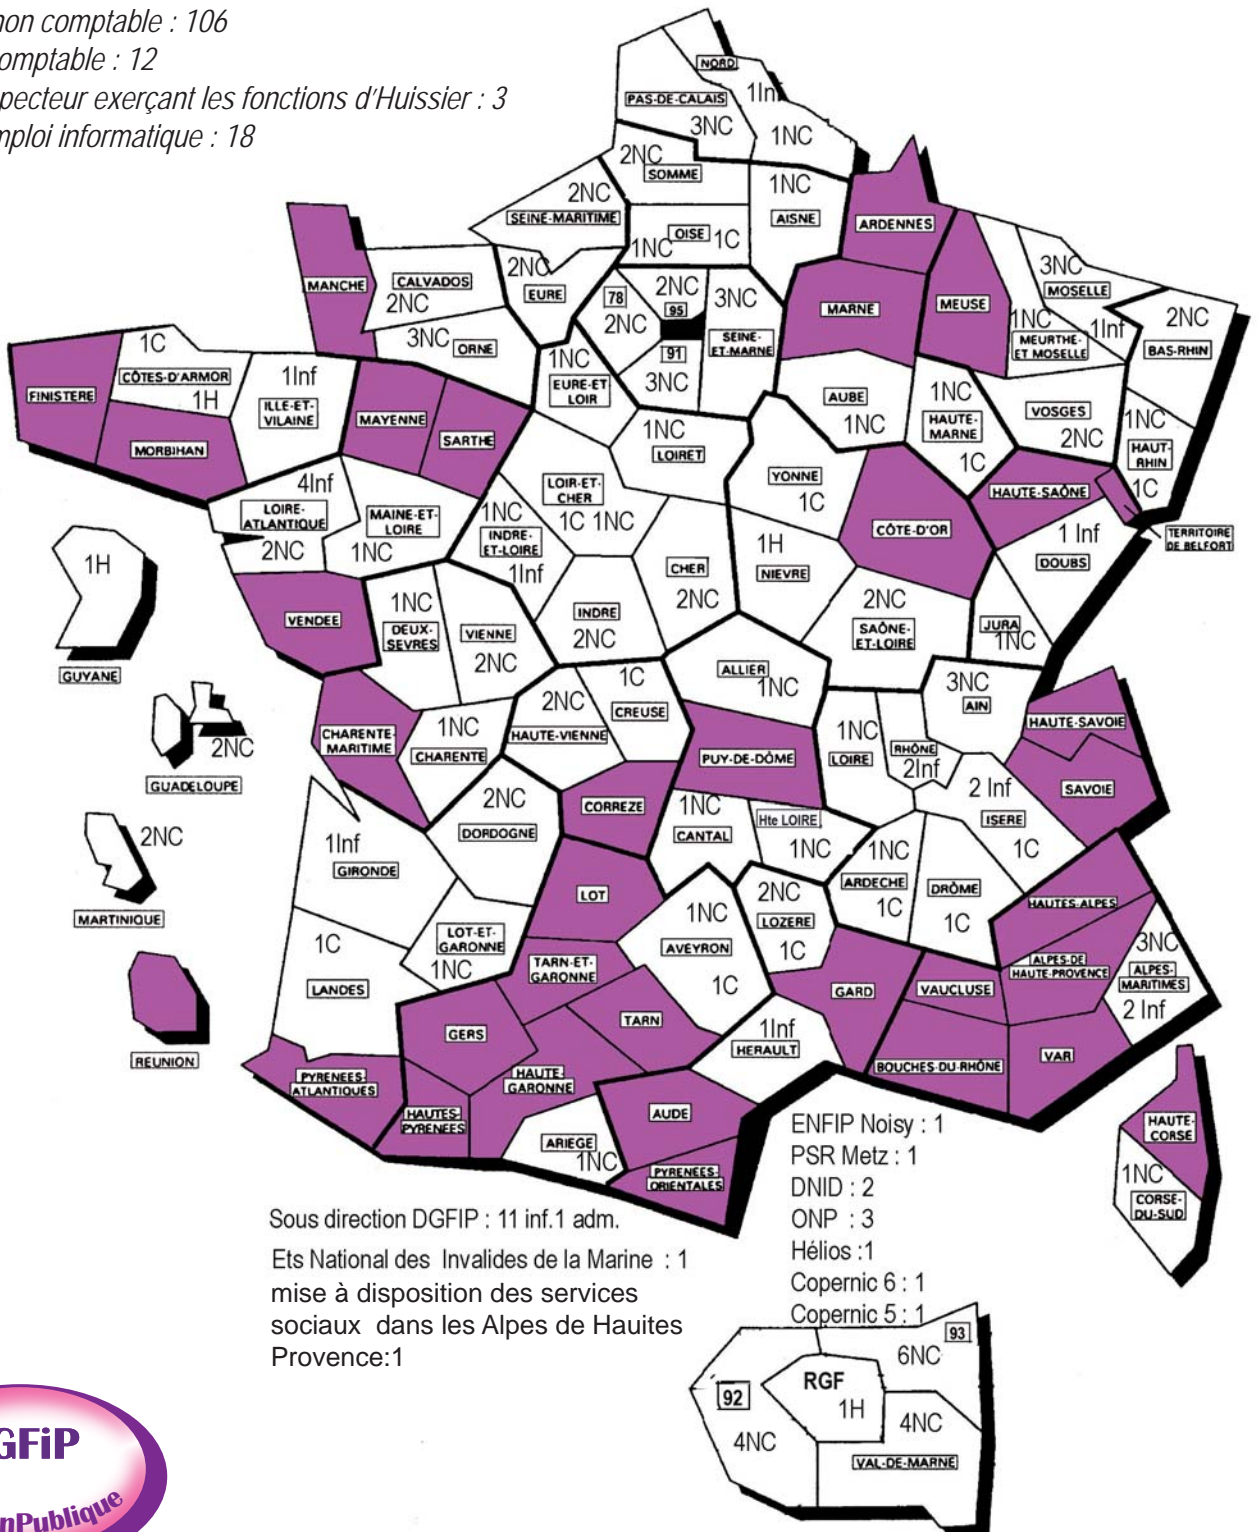 non comptable : 106
omptable : 12
pecteur exerçant les fonctions d'Huissier : 3
mploi informatique : 18
NORD
1Inf
1NC
PAS-DE-CALAIS
3NC
2NC
SOMME
1NC
AISNE
2NC
SEINE-MARITIME
OISE
1NC
1C
ARDENNES
MANCHE
CALVADOS
2NC
2NC
EURE
78
2NC
2NC
95
3NC
SEINE-
ET-MARNE
91
3NC
MARNE
MEUSE
3NC
MOSELLE
1Inf
1NC
MEURTHE-
ET MOSELLE
2NC
BAS-RHIN
3NC
ORNE
1C
CÔTES-D'ARMOR
1H
FINISTERE
MORBIHAN
1Inf
ILLE-ET-
VILAINE
MAYENNE
SARTHE
1NC
EURE-ET-
LOIR
1NC
LOIRET
AUBE
1NC
1NC
HAUTE-
MARNE
1C
VOSGES
2NC
1NC
HAUT-
RHIN
1C
YONNE
1C
HAUTE-SAÔNE
TERRITOIRE
DE BELFORT
4Inf
LOIRE-
ATLANTIQUE
2NC
MAINE-ET-
LOIRE
1NC
1NC
INDRE-
ET-LOIRE
1Inf
LOIR-ET-
CHER
1C 1NC
CÔTE-D'OR
1 Inf
DOUBS
1H
GUYANE
CHER
2NC
1H
NIEVRE
2NC
SAÔNE-
ET-LOIRE
JURA
1NC
VENDEE
1NC
DEUX-
SEVRES
VIENNE
2NC
INDRE
2NC
ALLIER
1NC
3NC
AIN
HAUTE-SAVOIE
2NC
GUADELOUPE
CHARENTE-
MARITIME
1NC
CHARENTE
2NC
HAUTE-VIENNE
1C
CREUSE
PUY-DE-DÔME
1NC
LOIRE
RHÔNE
2Inf
SAVOIE
2 Inf
ISERE
1C
2NC
MARTINIQUE
1Inf
GIRONDE
2NC
DORDOGNE
CORREZE
1NC
CANTAL
Hte LOIRE
1NC
1NC
ARDECHE
1C
DRÔME
1C
HAUTES-ALPES
LOT
1NC
AVEYRON
1C
2NC
LOZERE
1C
1C
LANDES
LOT-ET-
GARONNE
1NC
TARN-ET-
GARONNE
GARD
VAUCLUSE
ALPES-DE-
HAUTE-PROVENCE
3NC
ALPES-
MARITIMES
2 Inf
REUNION
GERS
TARN
1Inf
HERAULT
BOUCHES-DU-RHÔNE
VAR
PYRENEES-
ATLANTIQUES
HAUTES-
PYRENEES
HAUTE-
GARONNE
ARIEGE
1NC
AUDE
PYRENEES-
ORIENTALES
HAUTE-
CORSE
1NC
CORSE-
DU-SUD
ENFIP Noisy : 1
PSR Metz : 1
DNID : 2
ONP : 3
Hélios :1
Copernic 6 : 1
Copernic 5 : 1
Sous direction DGFIP : 11 inf.1 adm.
Ets National des Invalides de la Marine : 1
mise à disposition des services
sociaux dans les Alpes de Hauites
Provence:1
93
6NC
92
4NC
RGF
1H
4NC
VAL-DE-MARNE
GFiP
nPublique